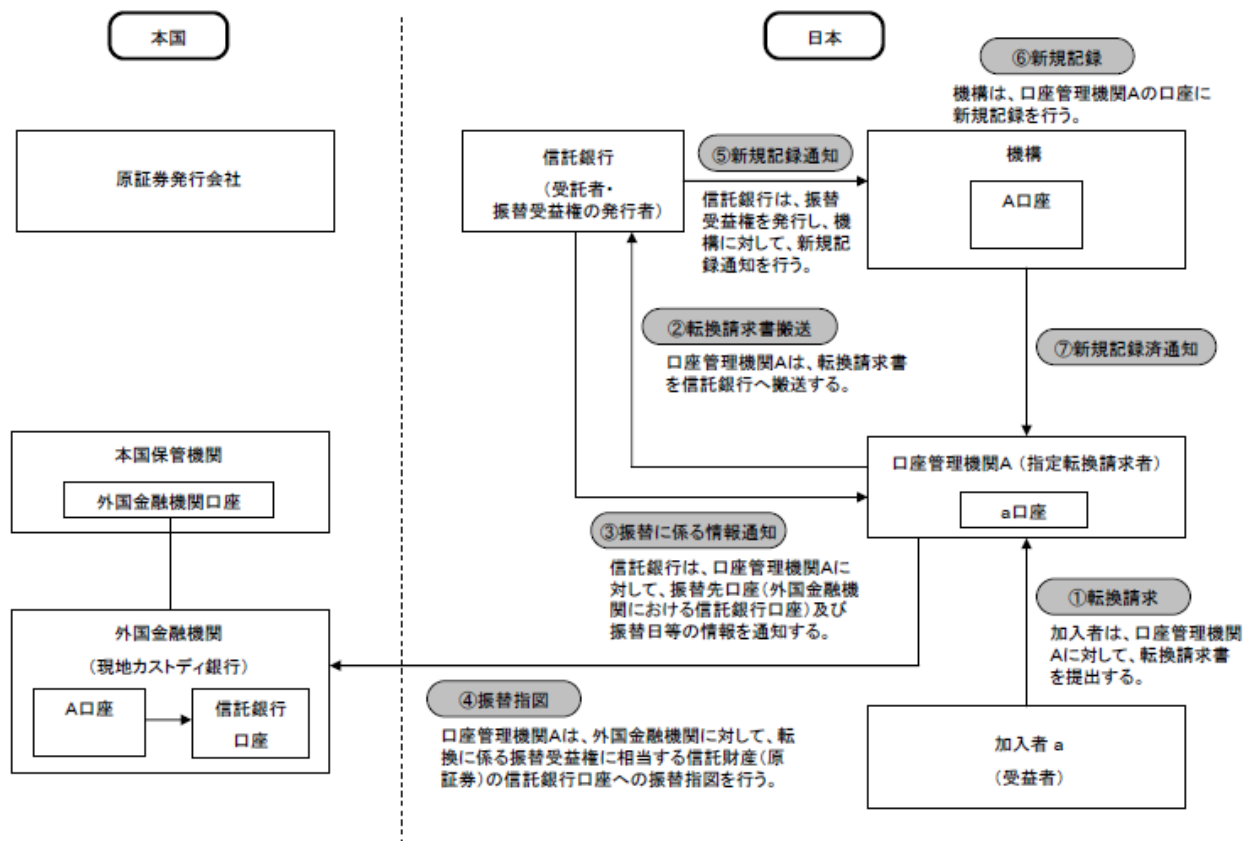 本国
日本
⑥新規記録
機構は、口座管理機関Aの口座に
新規記録を行う。
原証券発行会社
信託銀行
（受託者・
振替受益権の発行者）
⑤新規記録通知
信託銀行は、振替
受益権を発行し、機
構に対して、新規記
録通知を行う。
機構
A口座
②転換請求書搬送
口座管理機関Aは、転換請求書
を信託銀行へ搬送する。
⑦新規記録済通知
本国保管機関
外国金融機関口座
口座管理機関A（指定転換請求者）
a口座
③振替に係る情報通知
信託銀行は、口座管理機関Aに
対して、振替先口座（外国金融機
関における信託銀行口座）及び
振替日等の情報を通知する。
①転換請求
加入者は、口座管理機関
Aに対して、転換請求書
を提出する。
外国金融機関
（現地カストディ銀行）
A口座
信託銀行
口座
④振替指図
口座管理機関Aは、外国金融機関に対して、転
換に係る振替受益権に相当する信託財産（原
証券）の信託銀行口座への振替指図を行う。
加入者 a
（受益者）